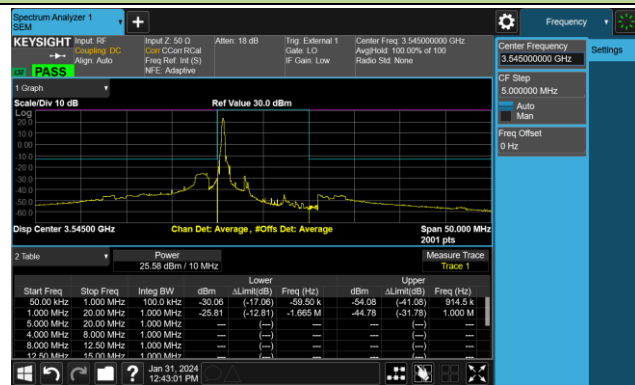 Spectrum Analyzer 1
SEM
Frequency
KEYSIGHT
Input: RF
Coupling: DC
Align: Auto
Input Z: 50 Ω
Corr CCorr RCal
Freq Ref: Int (S)
NFE: Adaptive
Atten: 18 dB
Trig: External 1
Gate: LO
IF Gain: Low
Center Freq: 3.545000000 GHz
Avg|Hold: 100.00% of 100
Radio Std: None
PASS
Center Frequency
3.545000000 GHz
Settings
CF Step
5.000000 MHz
Auto
Man
Freq Offset
0 Hz
1 Graph
Scale/Div 10 dB
Ref Value 30.0 dBm
Log
20.0
10.0
0.00
-10.0
-20.0
-30.0
-40.0
-50.0
-60.0
Disp Center 3.54500 GHz
Chan Det: Average, #Offs Det: Average
Span 50.000 MHz
2001 pts
2 Table
Power
25.58 dBm / 10 MHz
Measure Trace
Trace 1
Lower Upper
Start Freq Stop Freq Integ BW dBm ΔLimit(dB) Freq (Hz) dBm ΔLimit(dB) Freq (Hz)
50.00 kHz 1.000 MHz 100.0 kHz -30.06 (-17.06) -59.50 k -54.08 (-41.08) 914.5 k
1.000 MHz 20.00 MHz 1.000 MHz -25.81 (-12.81) -1.665 M -44.78 (-31.78) 1.000 M
5.000 MHz 20.00 MHz 1.000 MHz --- (---) --- --- (---) ---
4.000 MHz 8.000 MHz 1.000 MHz --- (---) --- --- (---) ---
8.000 MHz 12.50 MHz 1.000 MHz --- (---) --- --- (---) ---
12.50 MHz 15.00 MHz 1.000 MHz --- (---) --- --- (---) ---
?
Jan 31, 2024
12:43:01 PM